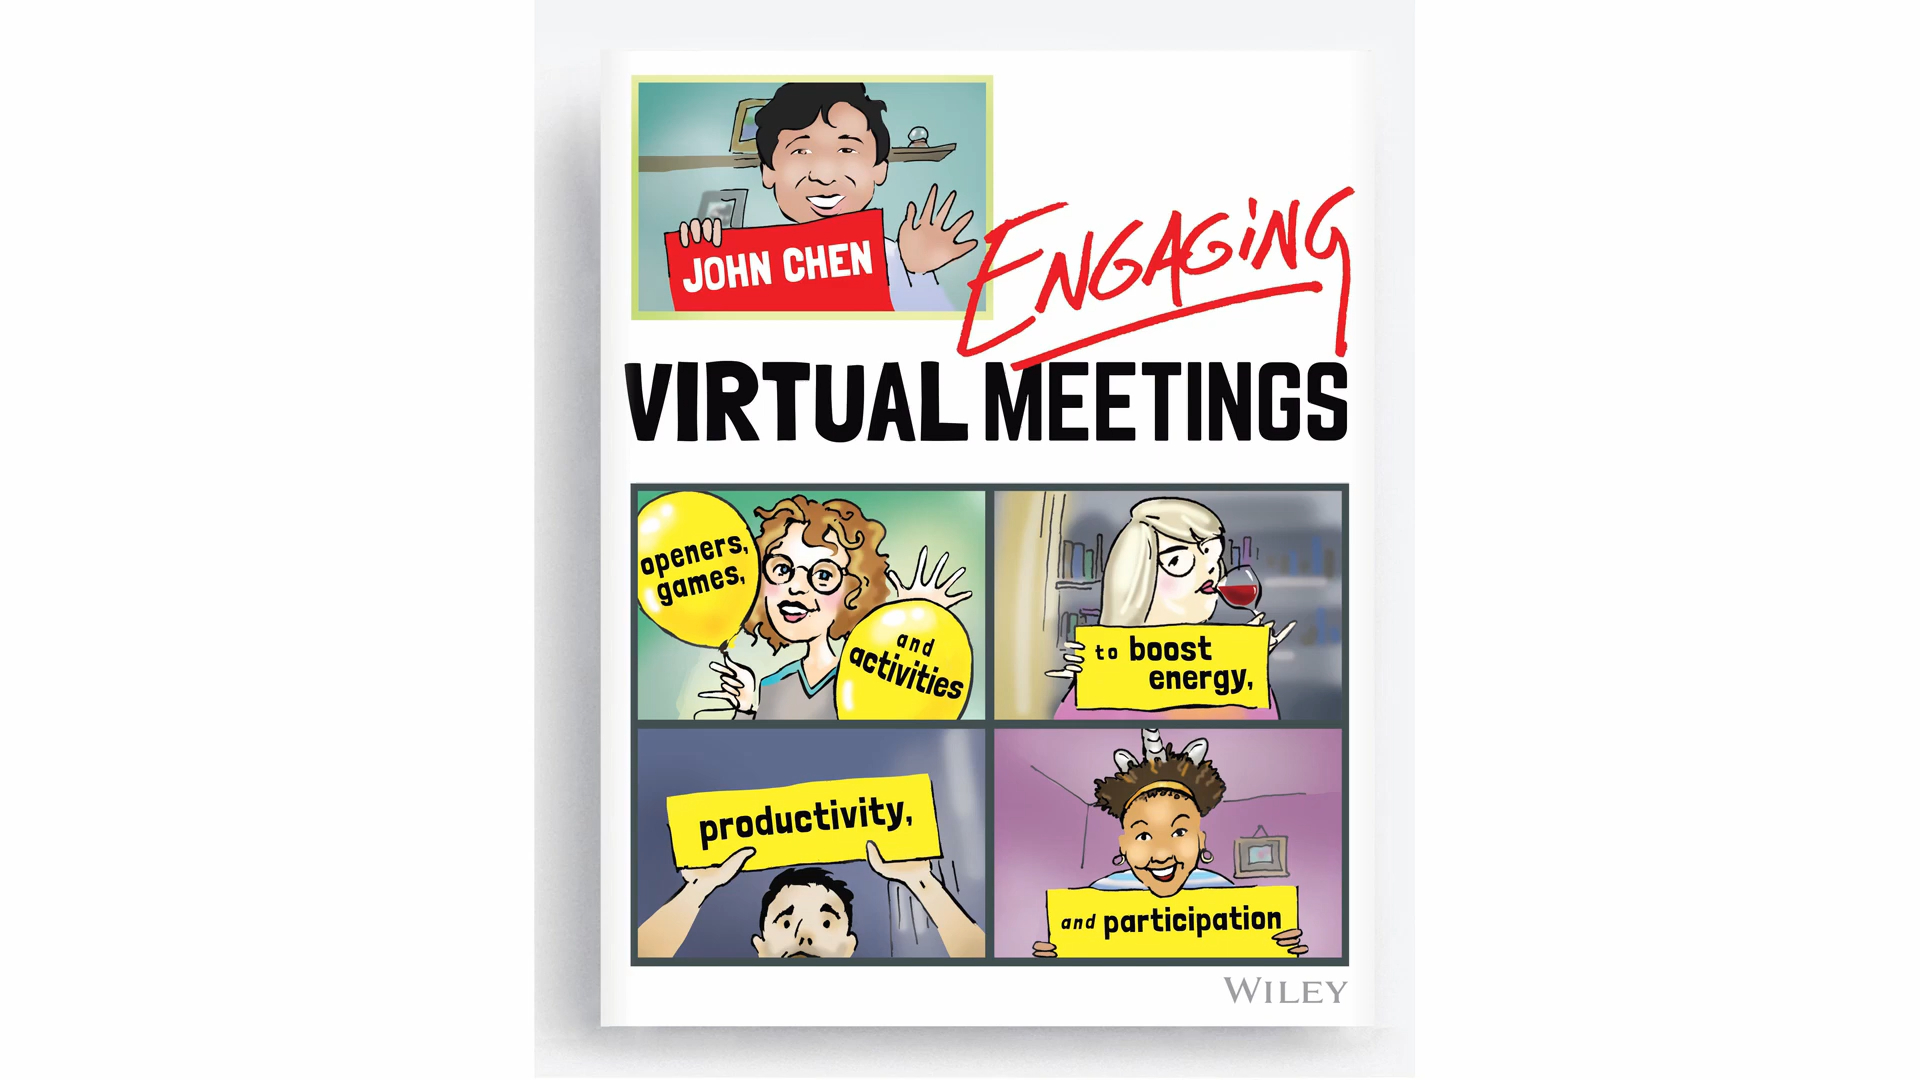 JOHN CHEN
ENGAGiNG
VIRTUAL MEETINGS
openers,
games,
and
activities
to boost
energy,
productivity,
and participation
WILEY